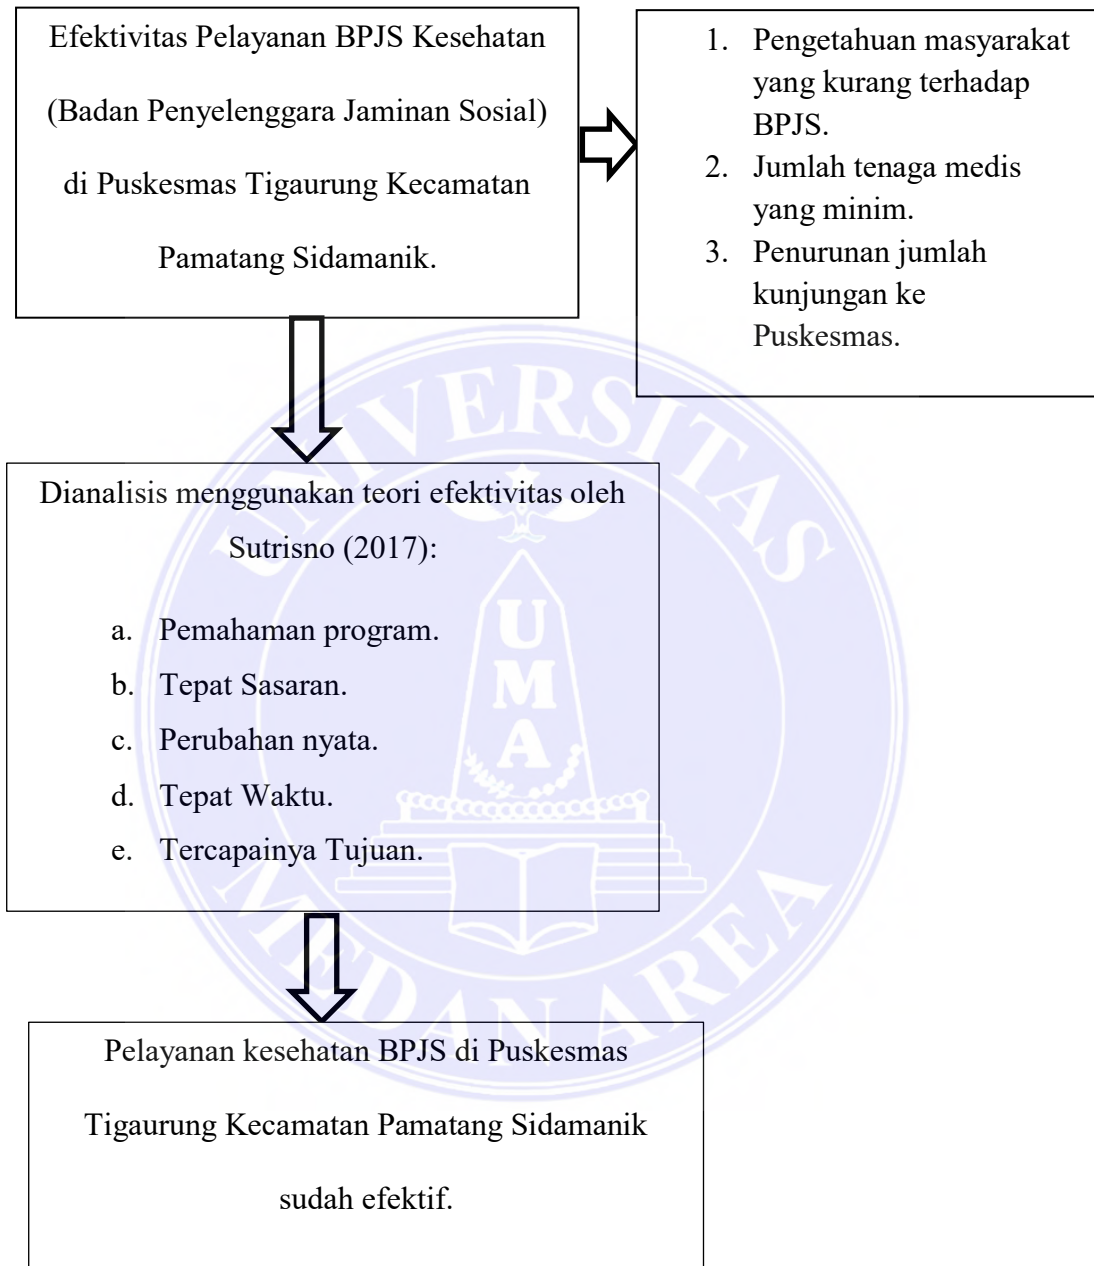 Efektivitas Pelayanan BPJS Kesehatan
(Badan Penyelenggara Jaminan Sosial)
di Puskesmas Tigaurung Kecamatan
Pamatang Sidamanik.
1. Pengetahuan masyarakat
yang kurang terhadap
BPJS.
2. Jumlah tenaga medis
yang minim.
3. Penurunan jumlah
kunjungan ke
Puskesmas.
Dianalisis menggunakan teori efektivitas oleh
Sutrisno (2017):
a. Pemahaman program.
b. Tepat Sasaran.
c. Perubahan nyata.
d. Tepat Waktu.
e. Tercapainya Tujuan.
Pelayanan kesehatan BPJS di Puskesmas
Tigaurung Kecamatan Pamatang Sidamanik
sudah efektif.
UNIVERSITAS
MEDAN AREA
U
M
A